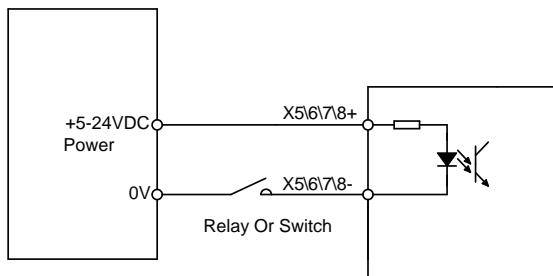 X5\6\7\8+
+5-24VDC
Power
X5\6\7\8-
0V
Relay Or Switch